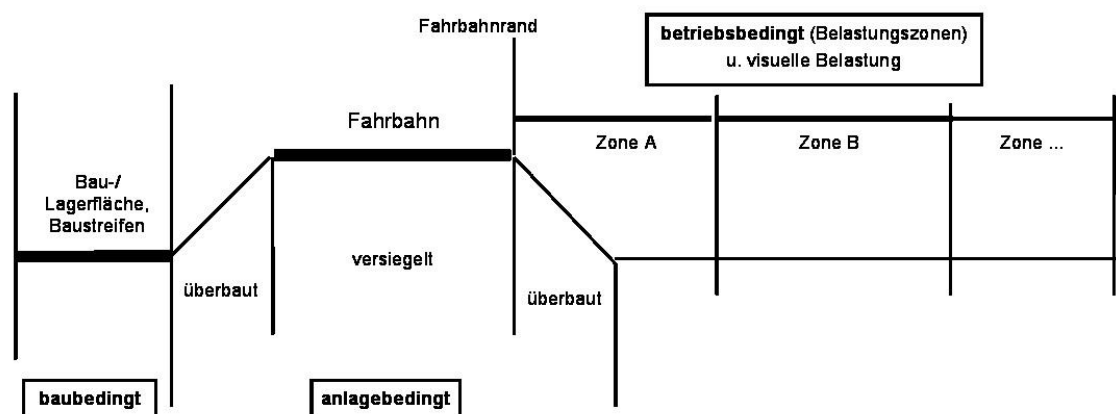 Fahrbahnrand
betriebsbedingt (Belastungszonen)
u. visuelle Belastung
Fahrbahn
Zone A
Zone B
Zone ...
Bau-/
Lagerfläche,
Baustreifen
versiegelt
überbaut
überbaut
baubedingt
anlagebedingt